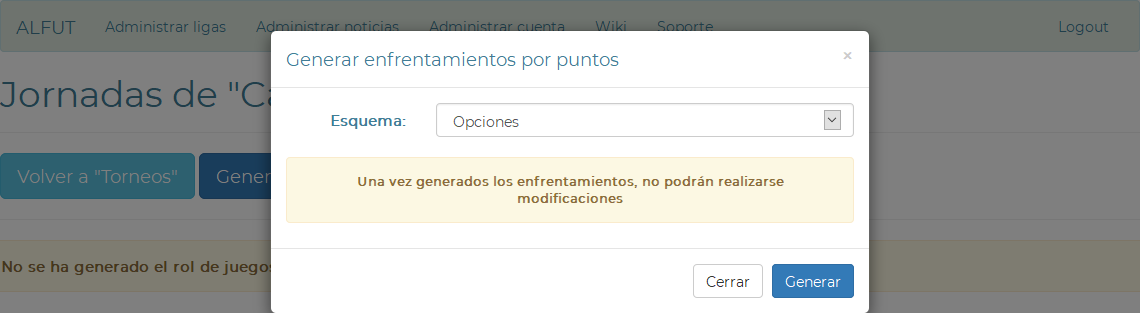 ALFUT Administrar ligas Administrar noticias Administrar cuenta Wiki Soporte Logout
Generar enfrentamientos por puntos ×
Jornadas de "Ca
Esquema: Opciones
Volver a "Torneos" Gener
Una vez generados los enfrentamientos, no podrán realizarse
modificaciones
No se ha generado el rol de juegos
Cerrar Generar